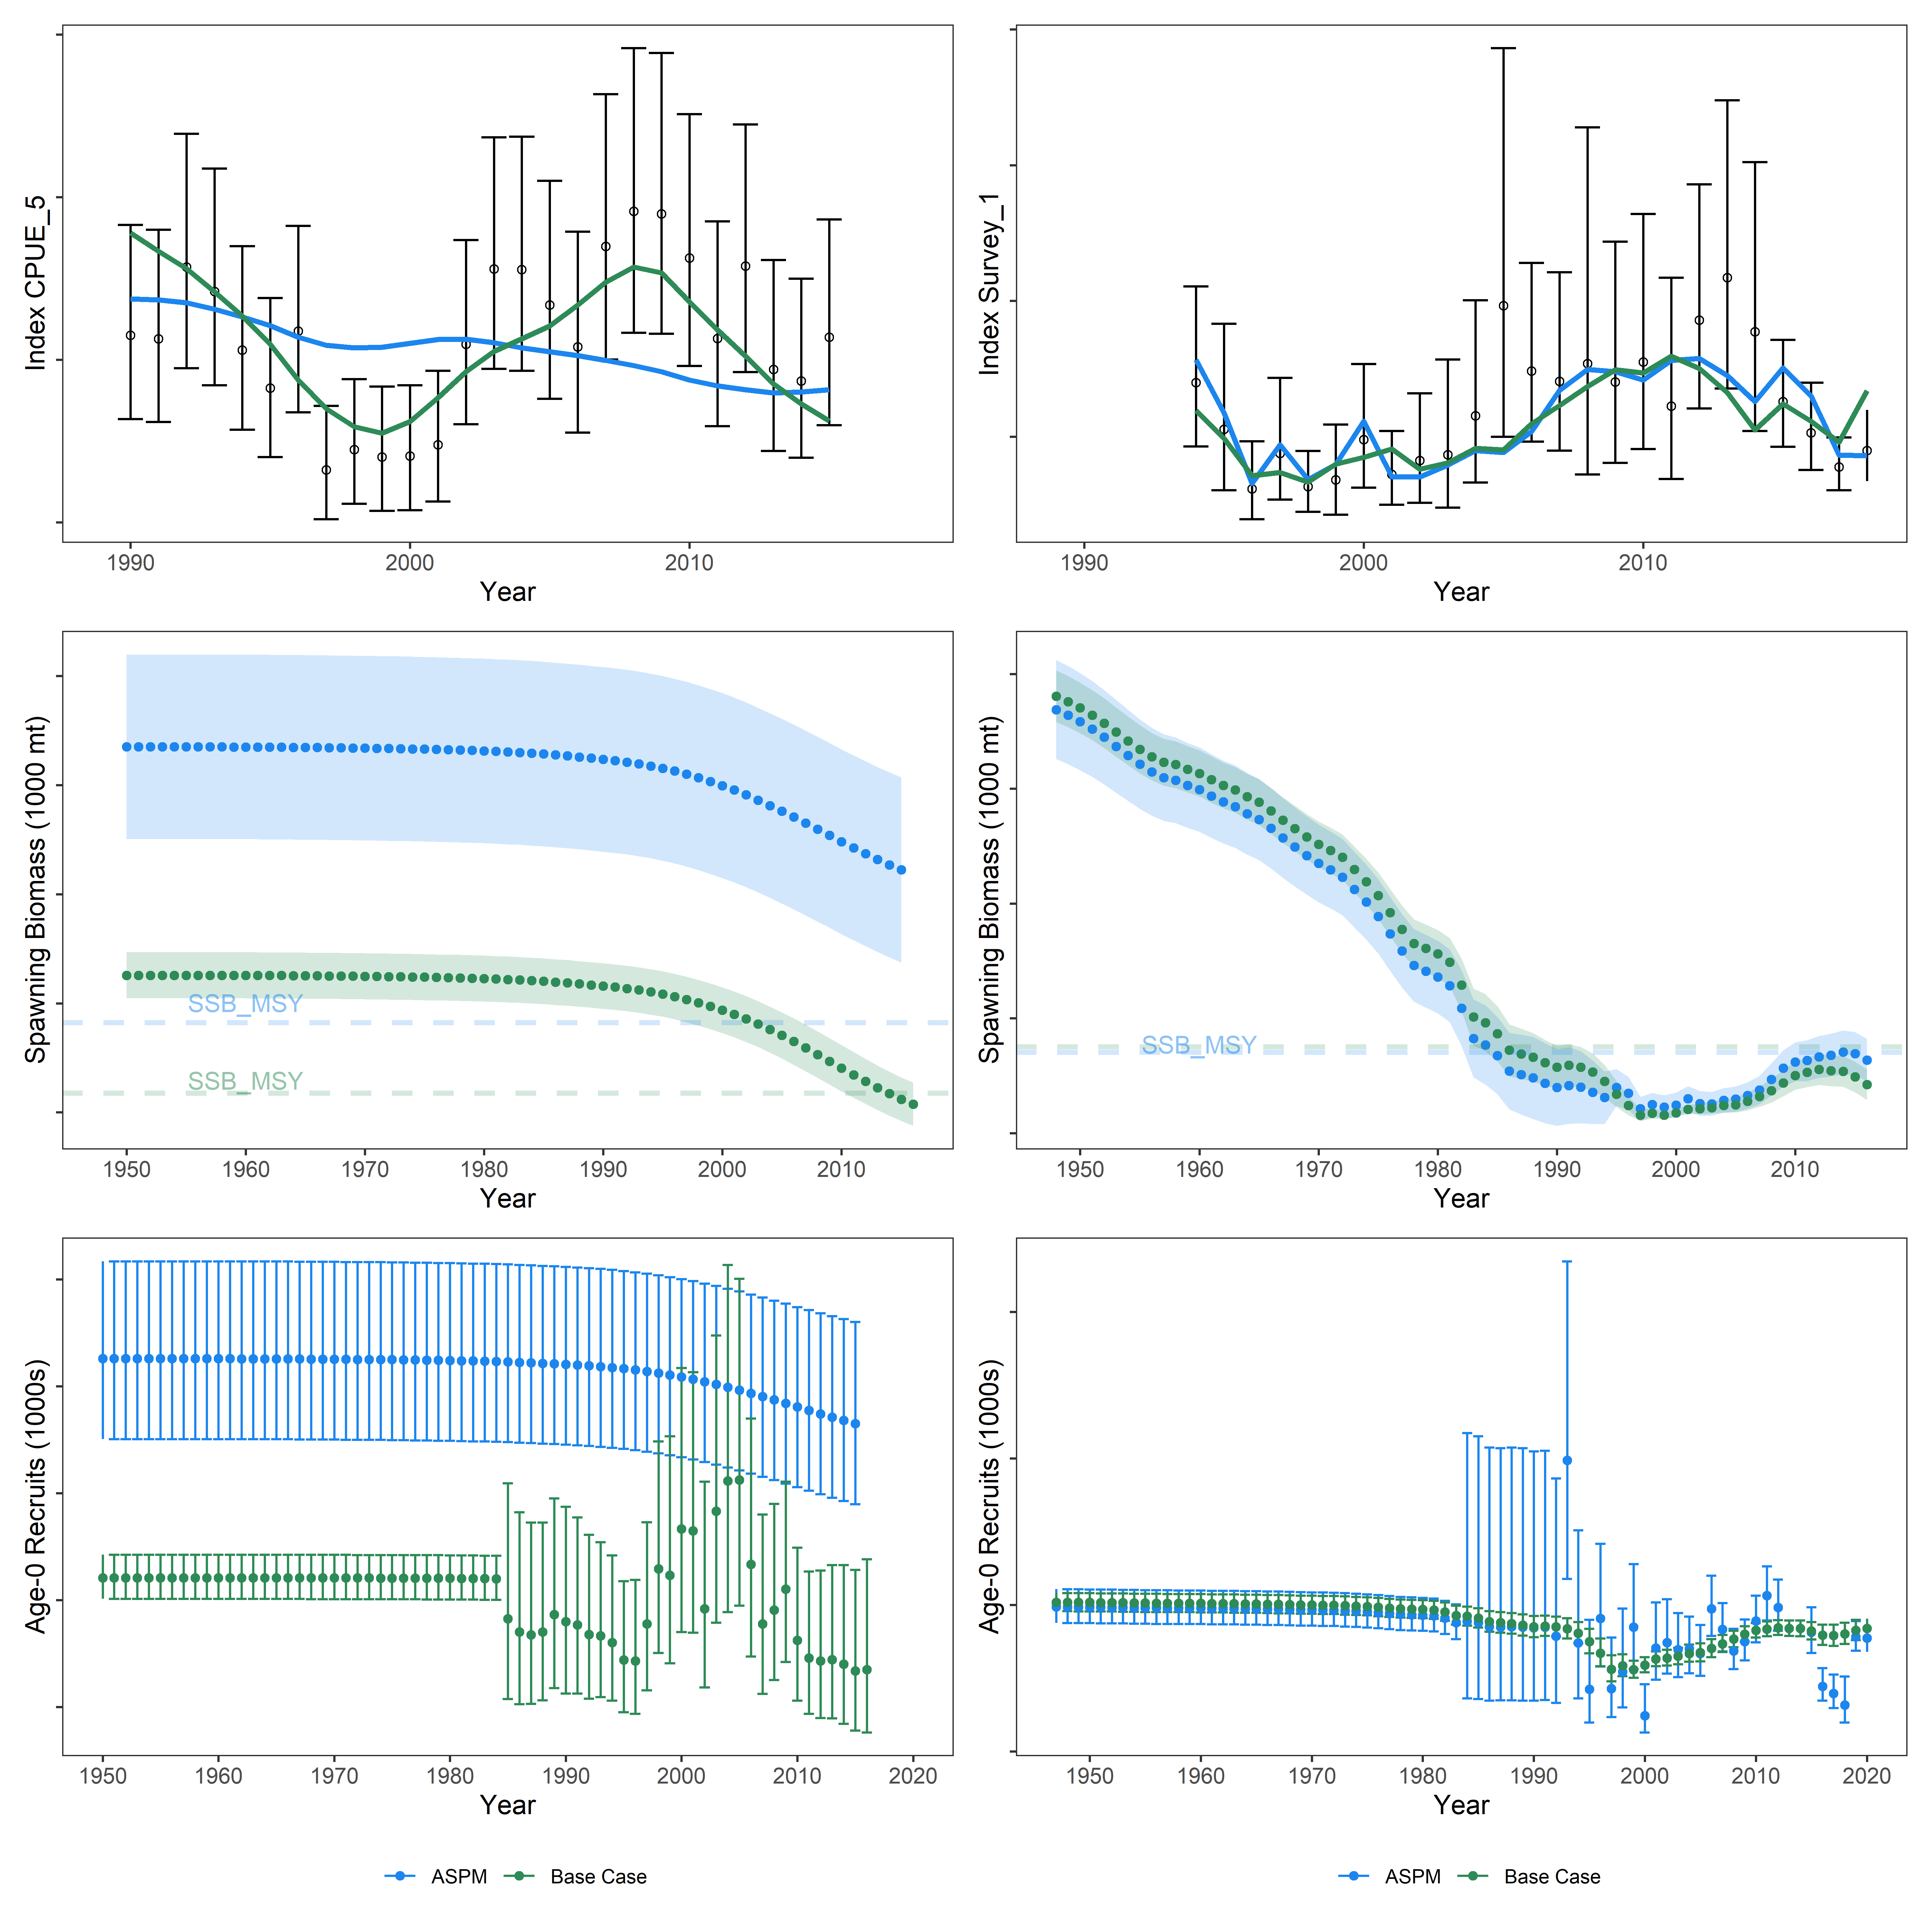 Index CPUE_5
1990 2000 2010
Year
Index Survey_1
1990 2000 2010
Year
Spawning Biomass (1000 mt)
SSB_MSY
SSB_MSY
1950 1960 1970 1980 1990 2000 2010
Year
Spawning Biomass (1000 mt)
SSB_MSY
1950 1960 1970 1980 1990 2000 2010
Year
Age-0 Recruits (1000s)
1950 1960 1970 1980 1990 2000 2010 2020
Year
Age-0 Recruits (1000s)
1950 1960 1970 1980 1990 2000 2010 2020
Year
ASPM Base Case
ASPM Base Case